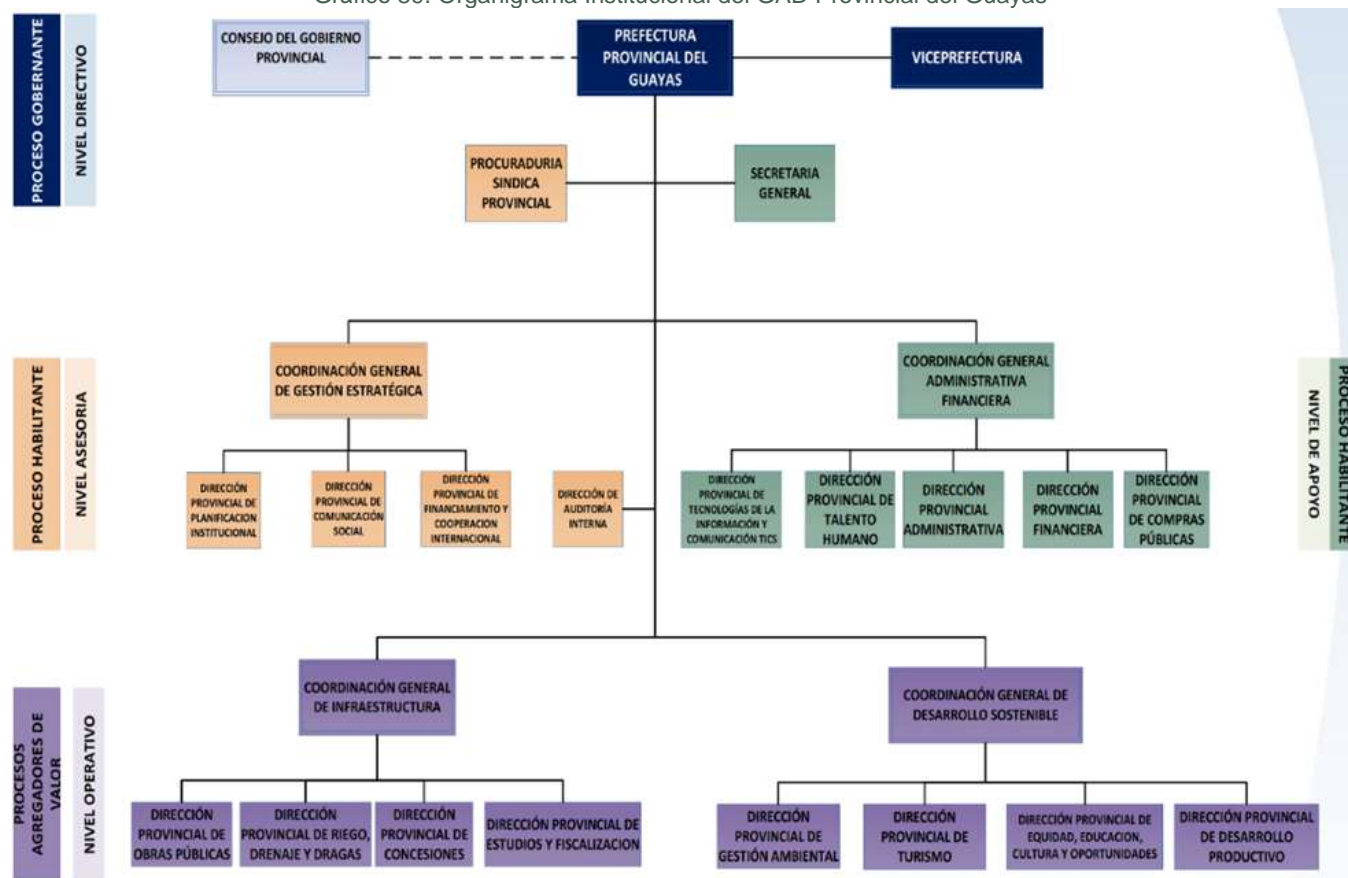 Organigrama Institucional del GAD Provincial del Guayas
PROCESO GOBERNANTE
NIVEL DIRECTIVO
CONSEJO DEL GOBIERNO
PROVINCIAL
PREFECTURA
PROVINCIAL DEL
GUAYAS
VICEPREFECTURA
PROCURADURIA
SINDICA
PROVINCIAL
SECRETARIA
GENERAL
PROCESO HABILITANTE
NIVEL ASESORIA
COORDINACIÓN GENERAL
DE GESTIÓN ESTRATÉGICA
COORDINACIÓN GENERAL
ADMINISTRATIVA
FINANCIERA
NIVEL DE APOYO
PROCESO HABILITANTE
DIRECCIÓN
PROVINCIAL DE
PLANIFICACION
INSTITUCIONAL
DIRECCIÓN
PROVINCIAL DE
COMUNICACIÓN
SOCIAL
DIRECCIÓN
PROVINCIAL DE
FINANCIAMIENTO Y
COOPERACION
INTERNACIONAL
DIRECCIÓN DE
AUDITORÍA
INTERNA
DIRECCIÓN
PROVINCIAL DE
TECNOLOGÍAS DE LA
INFORMACIÓN Y
COMUNICACIÓN TICS
DIRECCIÓN
PROVINCIAL DE
TALENTO
HUMANO
DIRECCIÓN
PROVINCIAL
ADMINISTRATIVA
DIRECCIÓN
PROVINCIAL
FINANCIERA
DIRECCIÓN
PROVINCIAL
DE COMPRAS
PÚBLICAS
PROCESOS
AGREGADORES DE
VALOR
NIVEL OPERATIVO
COORDINACIÓN GENERAL
DE INFRAESTRUCTURA
COORDINACIÓN GENERAL DE
DESARROLLO SOSTENIBLE
DIRECCIÓN
PROVINCIAL DE
OBRAS PÚBLICAS
DIRECCIÓN
PROVINCIAL DE RIEGO,
DRENAJE Y DRAGAS
DIRECCIÓN
PROVINCIAL DE
CONCESIONES
DIRECCIÓN PROVINCIAL DE
ESTUDIOS Y FISCALIZACION
DIRECCIÓN
PROVINCIAL DE
GESTIÓN AMBIENTAL
DIRECCIÓN
PROVINCIAL DE
TURISMO
DIRECCIÓN PROVINCIAL DE
EQUIDAD, EDUCACION,
CULTURA Y OPORTUNIDADES
DIRECCIÓN PROVINCIAL
DE DESARROLLO
PRODUCTIVO